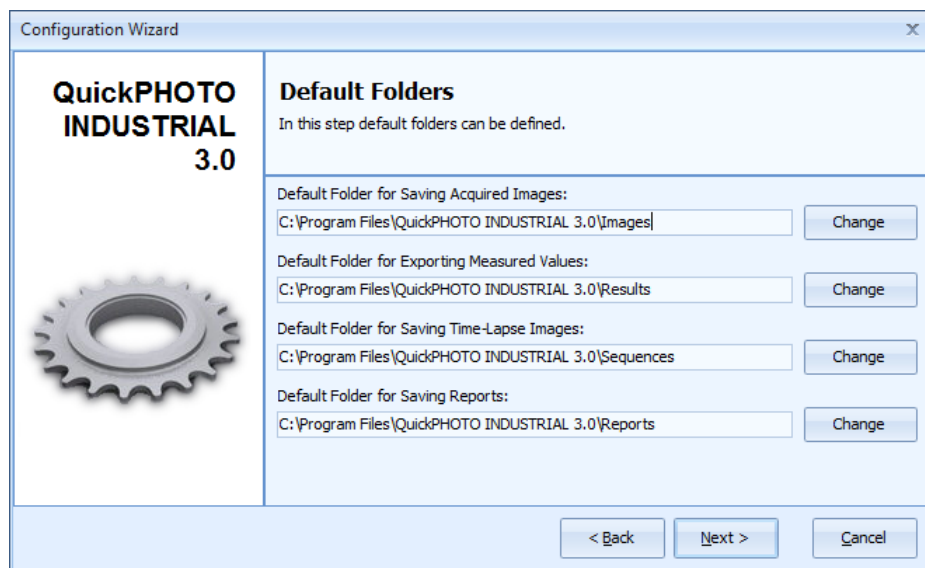 Configuration Wizard
QuickPHOTO
INDUSTRIAL
3.0
Default Folders
In this step default folders can be defined.
Default Folder for Saving Acquired Images:
C:\Program Files\QuickPHOTO INDUSTRIAL 3.0\Images
Change
Default Folder for Exporting Measured Values:
C:\Program Files\QuickPHOTO INDUSTRIAL 3.0\Results
Change
Default Folder for Saving Time-Lapse Images:
C:\Program Files\QuickPHOTO INDUSTRIAL 3.0\Sequences
Change
Default Folder for Saving Reports:
C:\Program Files\QuickPHOTO INDUSTRIAL 3.0\Reports
Change
< Back
Next >
Cancel